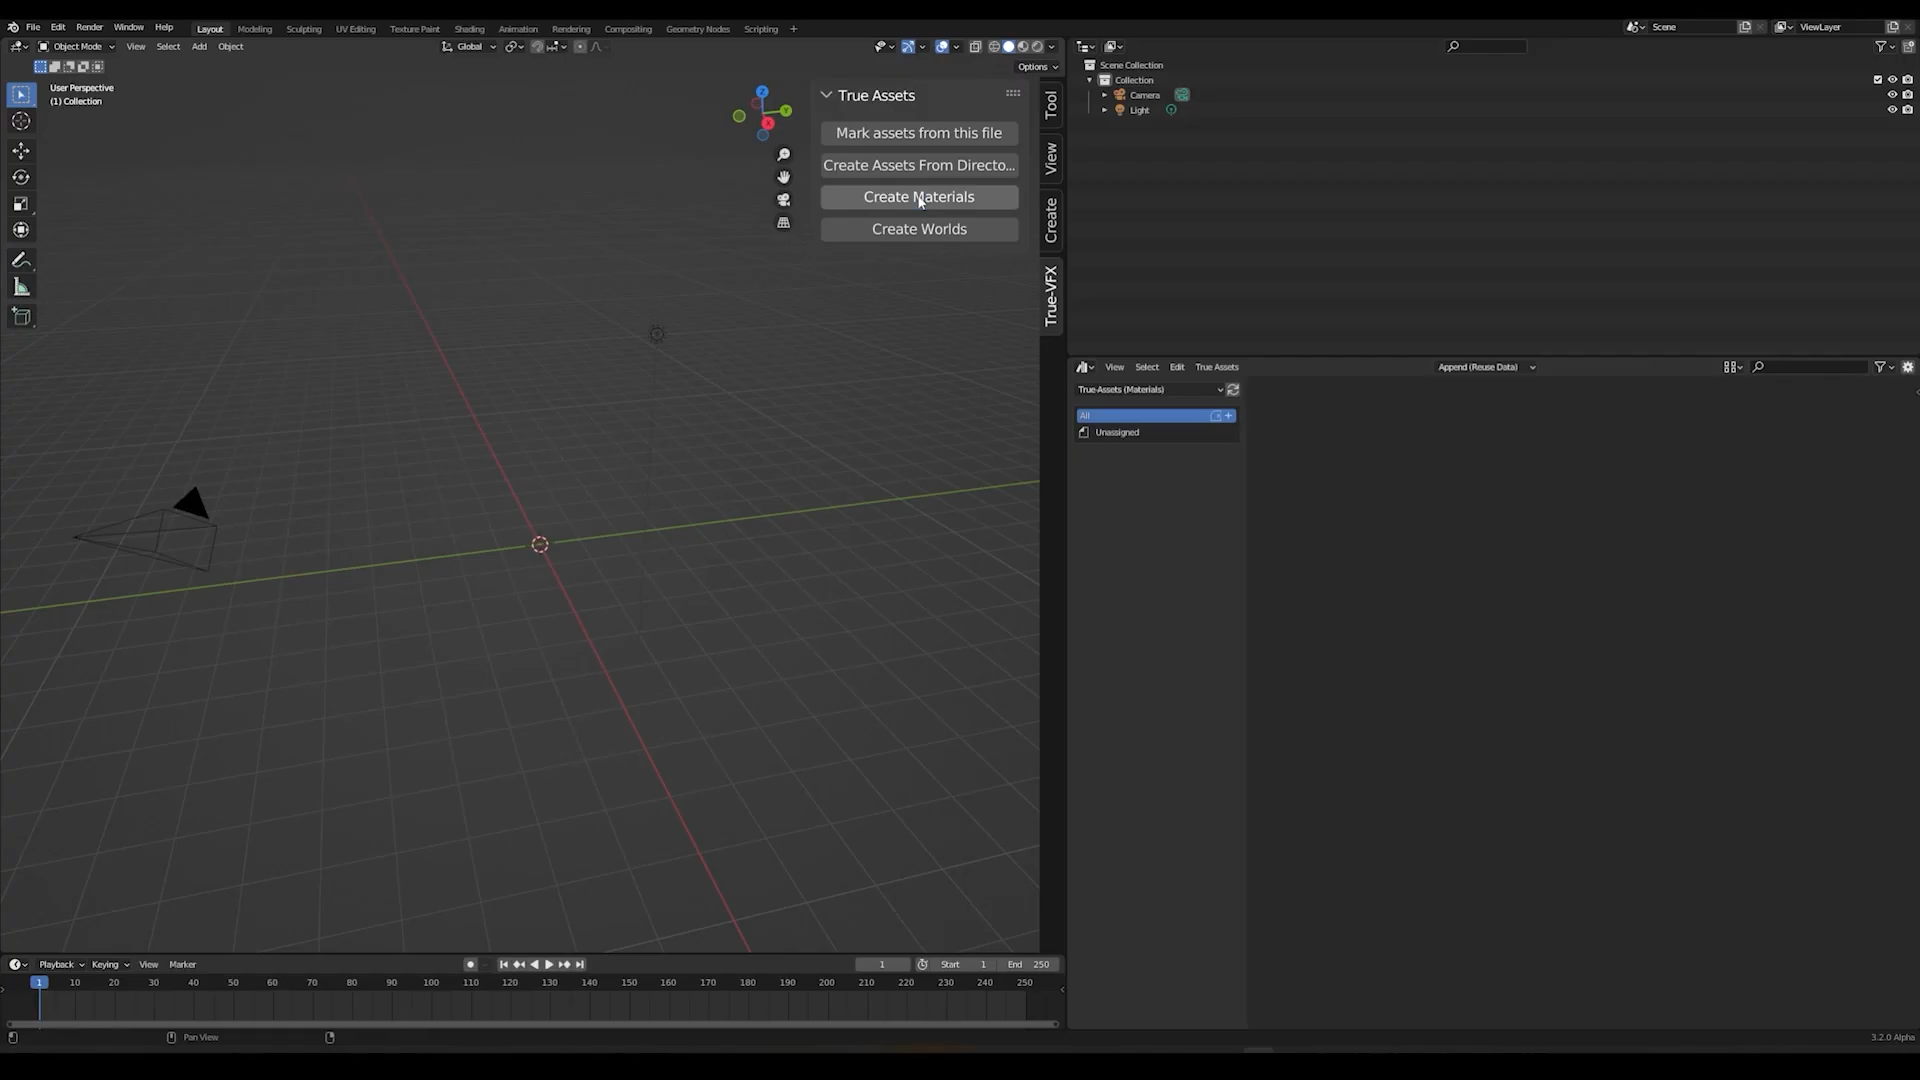 File Edit Render Window Help Layout Modeling Sculpting UV Editing Texture Paint Shading Animation Rendering Compositing Geometry Nodes Scripting + Scene ViewLayer
Object Mode View Select Add Object Global
Options
User Perspective
(1) Collection
Z
Y
X
True Assets
Mark assets from this file
Create Assets From Directo...
Create Materials
Create Worlds
Tool
View
Create
True-VFX
Scene Collection
Collection
Camera
Light
View Select Edit True Assets Append (Reuse Data)
True-Assets (Materials)
All
Unassigned
Playback Keying View Marker 1 Start 1 End 250
1 10 20 30 40 50 60 70 80 90 100 110 120 130 140 150 160 170 180 190 200 210 220 230 240 250
Pan View
3.2.0 Alpha